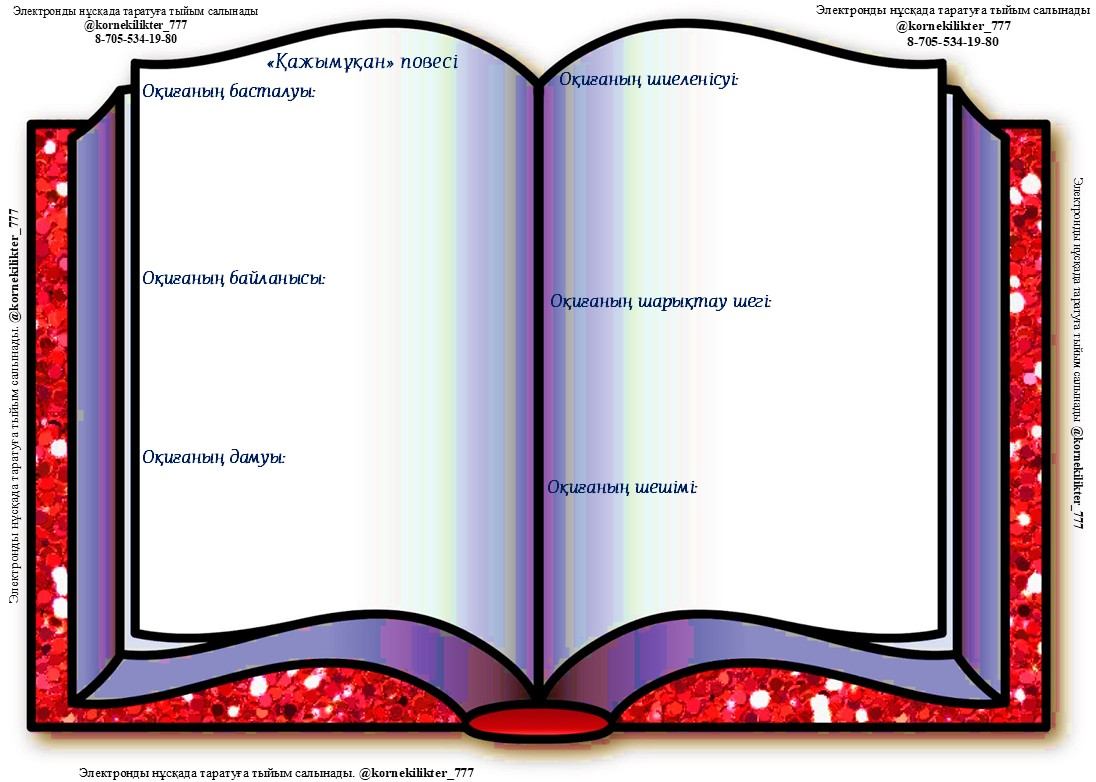 Электронды нұсқада таратуға тыйым салынады
@kornekilikter_777
8-705-534-19-80
Электронды нұсқада таратуға тыйым салынады
@kornekilikter_777
8-705-534-19-80
«Қажымұқан» повесі
Оқиғаның басталуы:
Оқиғаның байланысы:
Оқиғаның дамуы:
Оқиғаның шиеленісуі:
Оқиғаның шарықтау шегі:
Оқиғаның шешімі:
Электронды нұсқада таратуға тыйым салынады. @kornekilikter_777
Электронды нұсқада таратуға тыйым салынады @kornekilikter_777
Электронды нұсқада таратуға тыйым салынады. @kornekilikter_777